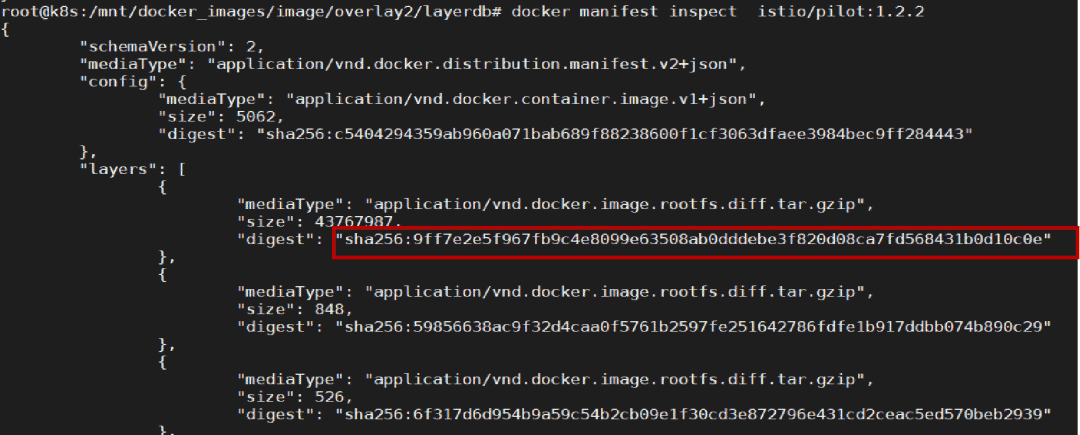 root@k8s:/mnt/docker_images/image/overlay2/layerdb# docker manifest inspect  istio/pilot:1.2.2
{
        "schemaVersion": 2,
        "mediaType": "application/vnd.docker.distribution.manifest.v2+json",
        "config": {
                "mediaType": "application/vnd.docker.container.image.v1+json",
                "size": 5062,
                "digest": "sha256:c5404294359ab960a071bab689f88238600f1cf3063dfaee3984bec9ff284443"
        },
        "layers": [
                {
                        "mediaType": "application/vnd.docker.image.rootfs.diff.tar.gzip",
                        "size": 43767987,
                        "digest": "sha256:9ff7e2e5f967fb9c4e8099e63508ab0dddebe3f820d08ca7fd568431b0d10c0e"
                },
                {
                        "mediaType": "application/vnd.docker.image.rootfs.diff.tar.gzip",
                        "size": 848,
                        "digest": "sha256:59856638ac9f32d4caa0f5761b2597fe251642786fdfe1b917ddbb074b890c29"
                },
                {
                        "mediaType": "application/vnd.docker.image.rootfs.diff.tar.gzip",
                        "size": 526,
                        "digest": "sha256:6f317d6d954b9a59c54b2cb09e1f30cd3e872796e431cd2ceac5ed570beb2939"
                },